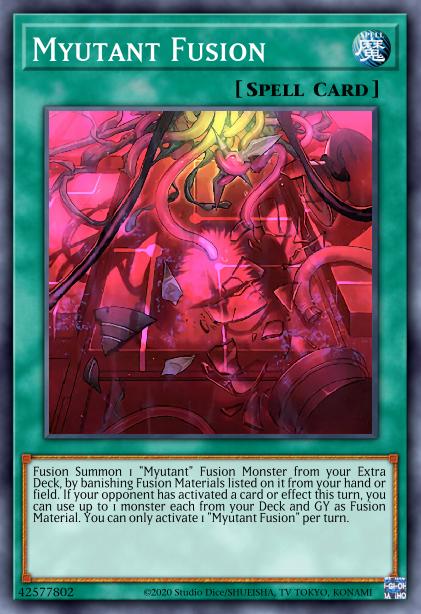 MYUTANT FUSION
SPELL
魔
[SPELL CARD]
Fusion Summon 1 "Myutant" Fusion Monster from your Extra
Deck, by banishing Fusion Materials listed on it from your hand or
field. If your opponent has activated a card or effect this turn, you
can use up to 1 monster each from your Deck and GY as Fusion
Material. You can only activate 1 "Myutant Fusion" per turn.
42577802
©2020 Studio Dice/SHUEISHA, TV TOKYO, KONAMI